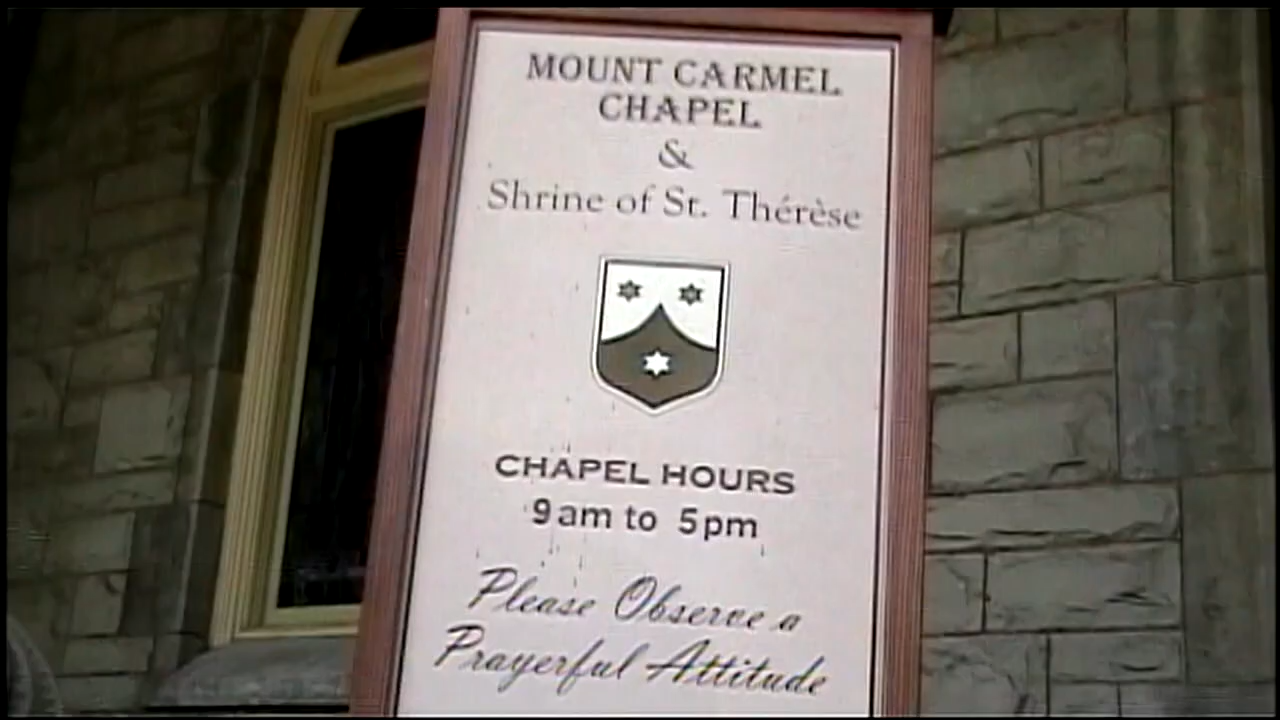 MOUNT CARMEL
CHAPEL
&
Shrine of St. Thérèse
CHAPEL HOURS
9am to 5pm
Please Observe a
Prayerful Attitude